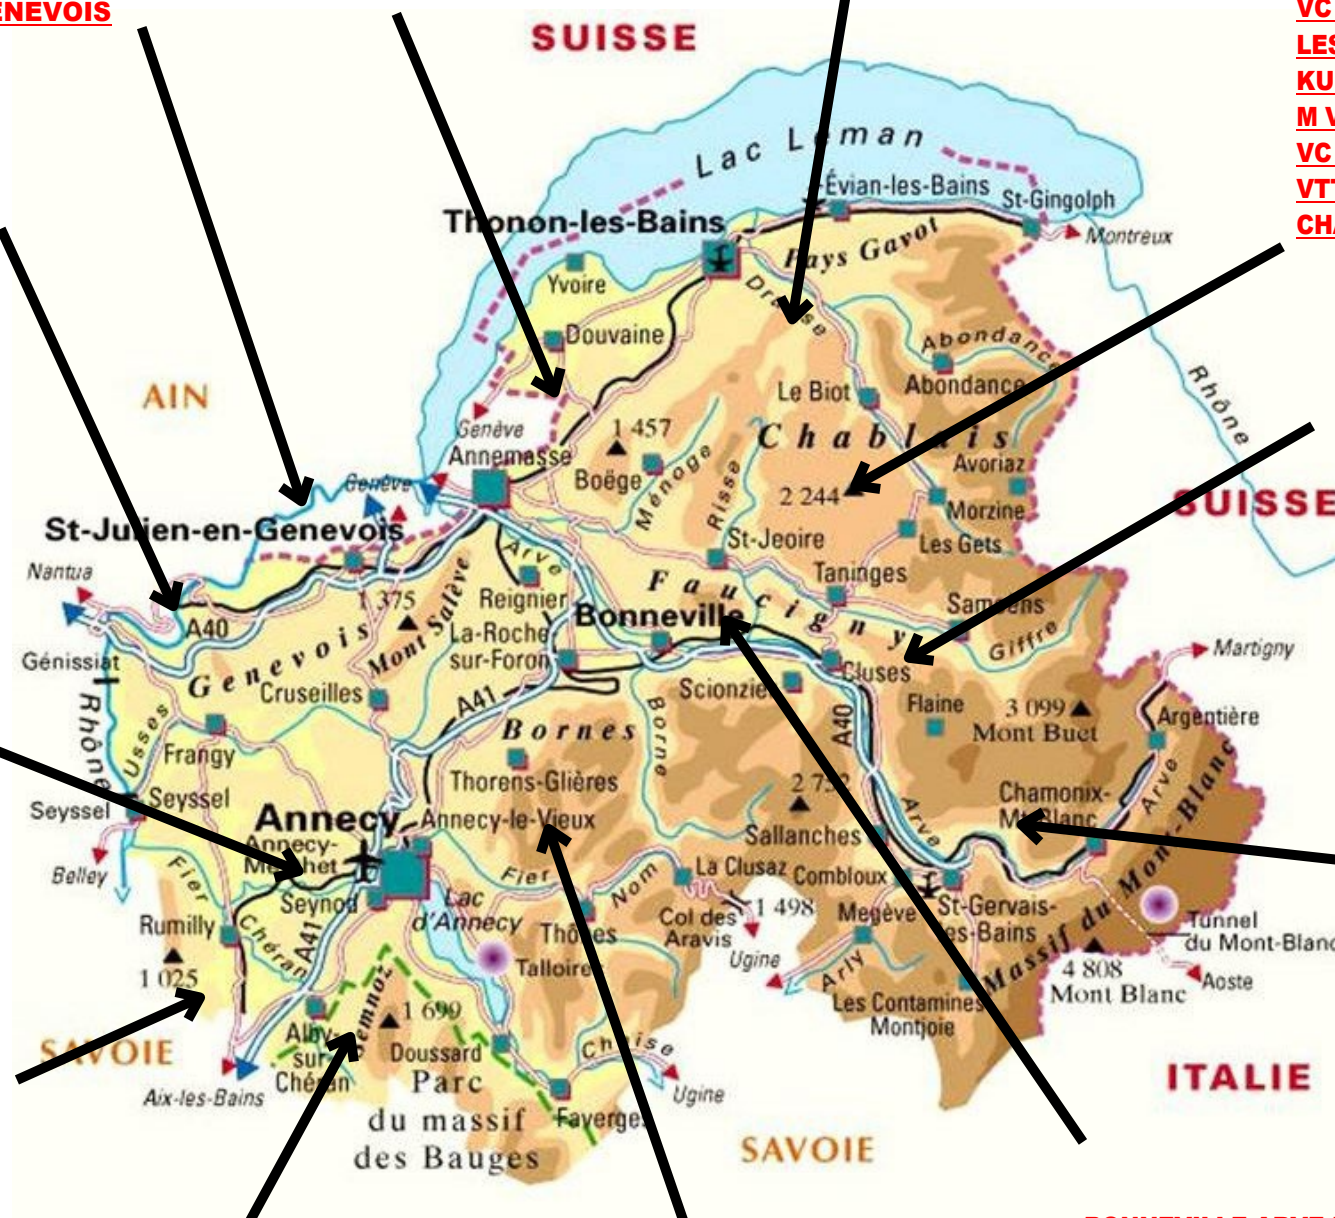 GENEVOIS
VC
LES
KU
M V
VC
VTT
CHA
SUISSE
Lac Léman
Évian-les-Bains
St-Gingolph
Thonon-les-Bains
Montreux
Pays Gavot
Yvoire
Dranse
Douvaine
Abondance
AIN
Le Biot
Abondance
Rhône
Genève
1 457
Chablais
Annemasse
Boëge
Ménoge
Risse
Avoriaz
Genève
2 244
Morzine
SUISSE
St-Julien-en-Genevois
St-Jeoire
Les Gets
Nantua
Arve
Faucigny
Taninges
1 375
Reignier
Samoëns
A40
Mont Salève
Bonneville
Giffre
Genevois
La-Roche-
sur-Foron
Martigny
Génissiat
Cruseilles
Scionzier
Cluses
A41
Flaine
3 099
Mont Buet
Argentière
Rhône
Usses
Frangy
Bornes
Borne
A40
Thorens-Glières
2 752
Chamonix-
Mt-Blanc
Arve
Seyssel
Seyssel
Annecy
Annecy-le-Vieux
Sallanches
Arve
Annecy-
Meythet
Belley
Fier
Fier
Nom
La Clusaz
Combloux
Seynod
Lac
d'Annecy
Col des
Aravis
1 498
Megève
St-Gervais-
les-Bains
Massif du Mont-Blanc
Tunnel
du Mont-Blanc
Rumilly
Chéran
A41
Thônes
Ugine
Talloires
Arly
4 808
Mont Blanc
Aoste
1 025
Semnoz
1 699
Les Contamines
Montjoie
SAVOIE
Alby-
sur-
Chéran
Doussard
Chaise
ITALIE
Aix-les-Bains
Parc
du massif
des Bauges
Ugine
Faverges
SAVOIE